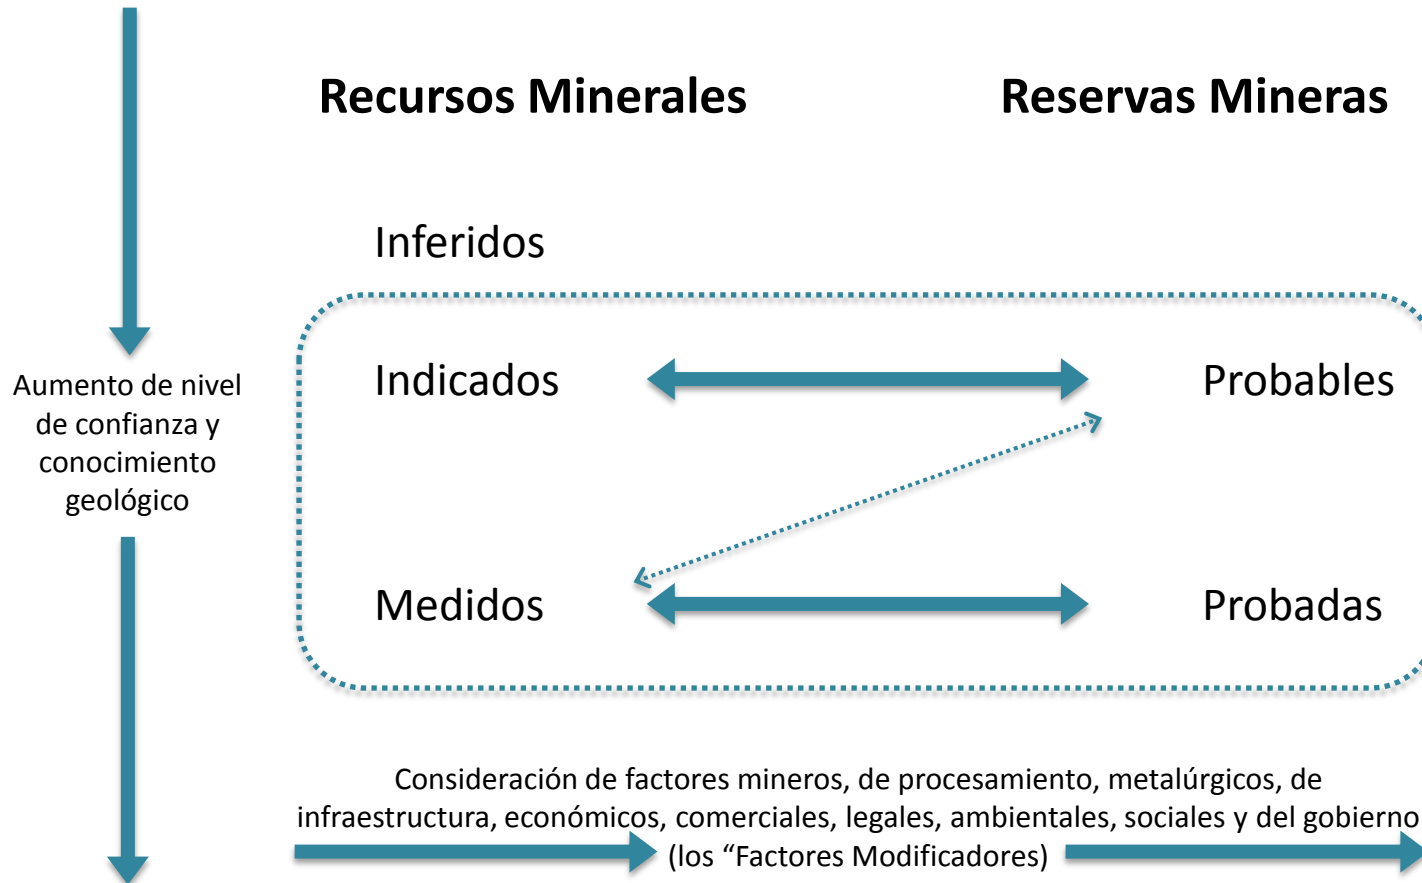 Recursos Minerales
Reservas Mineras
Inferidos
Aumento de nivel
de confianza y
conocimiento
geológico
Indicados
Probables
Medidos
Probadas
Consideración de factores mineros, de procesamiento, metalúrgicos, de
infraestructura, económicos, comerciales, legales, ambientales, sociales y del gobierno
(los “Factores Modificadores)